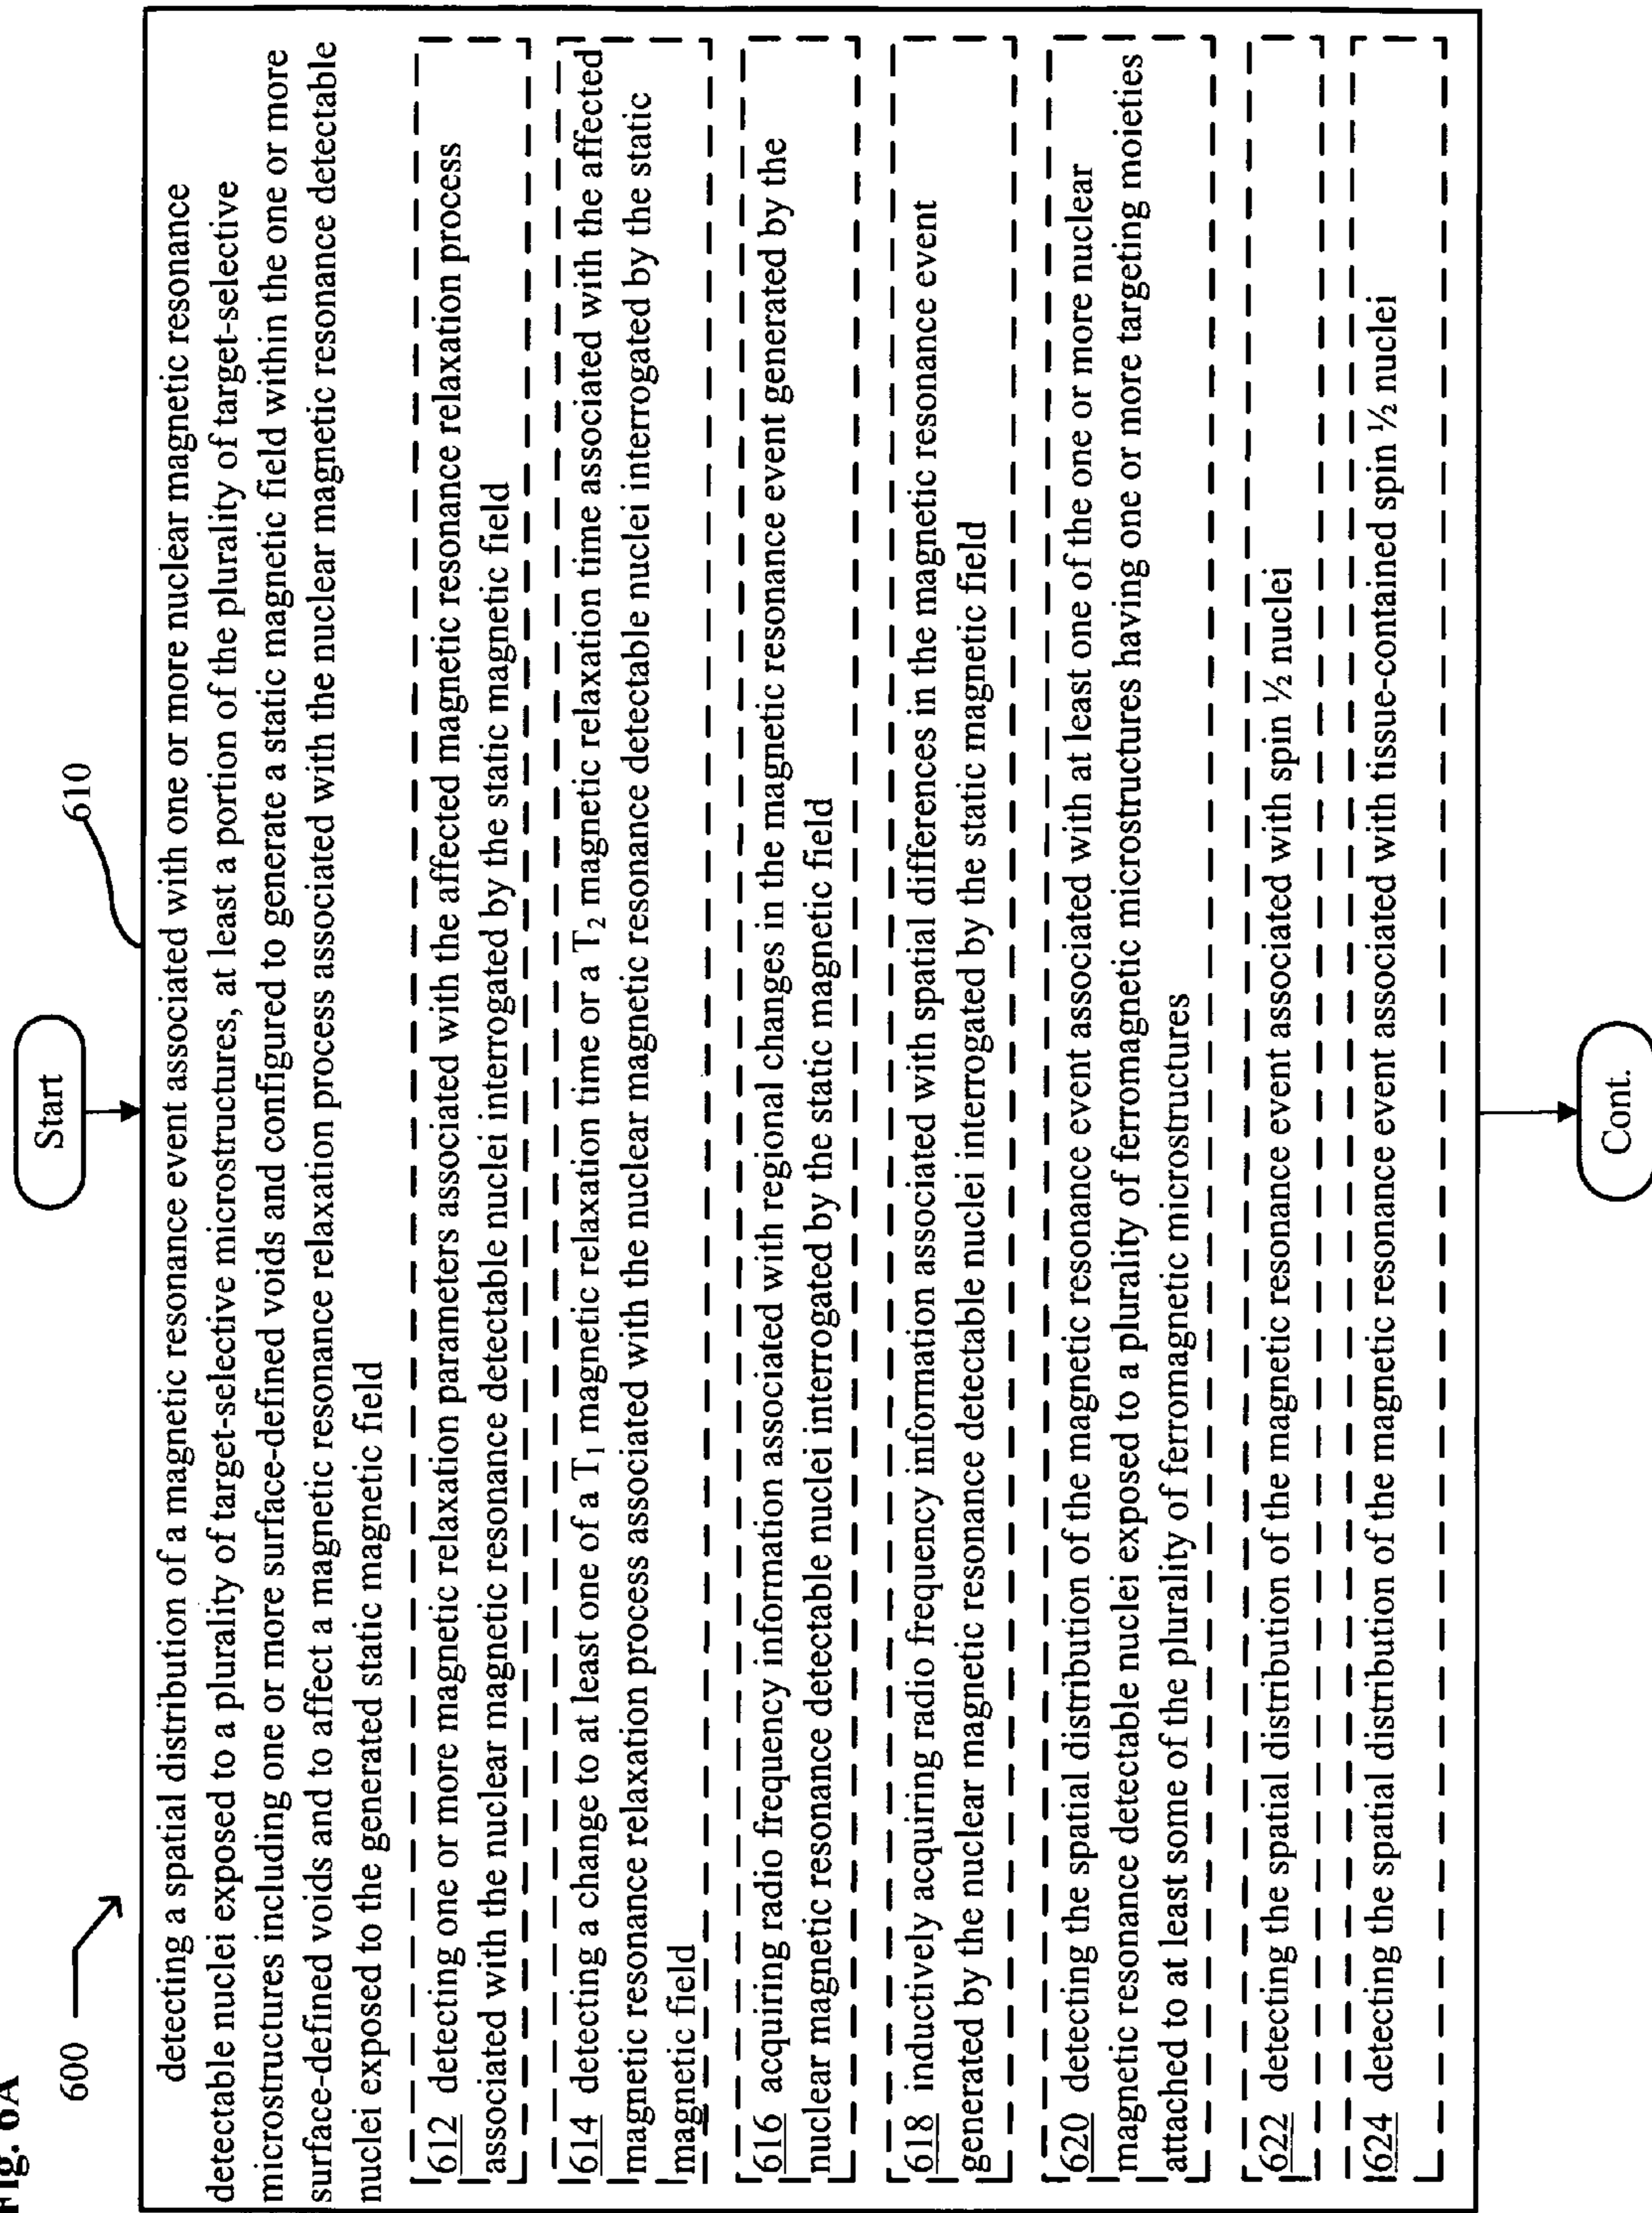 Fig. 6A
600
Start
610
detecting a spatial distribution of a magnetic resonance event associated with one or more nuclear magnetic resonance
detectable nuclei exposed to a plurality of target-selective microstructures, at least a portion of the plurality of target-selective
microstructures including one or more surface-defined voids and configured to generate a static magnetic field within the one or more
surface-defined voids and to affect a magnetic resonance relaxation process associated with the nuclear magnetic resonance detectable
nuclei exposed to the generated static magnetic field
612 detecting one or more magnetic relaxation parameters associated with the affected magnetic resonance relaxation process
associated with the nuclear magnetic resonance detectable nuclei interrogated by the static magnetic field
614 detecting a change to at least one of a T₁ magnetic relaxation time or a T₂ magnetic relaxation time associated with the affected
magnetic resonance relaxation process associated with the nuclear magnetic resonance detectable nuclei interrogated by the static
magnetic field
616 acquiring radio frequency information associated with regional changes in the magnetic resonance event generated by the
nuclear magnetic resonance detectable nuclei interrogated by the static magnetic field
618 inductively acquiring radio frequency information associated with spatial differences in the magnetic resonance event
generated by the nuclear magnetic resonance detectable nuclei interrogated by the static magnetic field
620 detecting the spatial distribution of the magnetic resonance event associated with at least one of the one or more nuclear
magnetic resonance detectable nuclei exposed to a plurality of ferromagnetic microstructures having one or more targeting moieties
attached to at least some of the plurality of ferromagnetic microstructures
622 detecting the spatial distribution of the magnetic resonance event associated with spin ½ nuclei
624 detecting the spatial distribution of the magnetic resonance event associated with tissue-contained spin ½ nuclei
Cont.